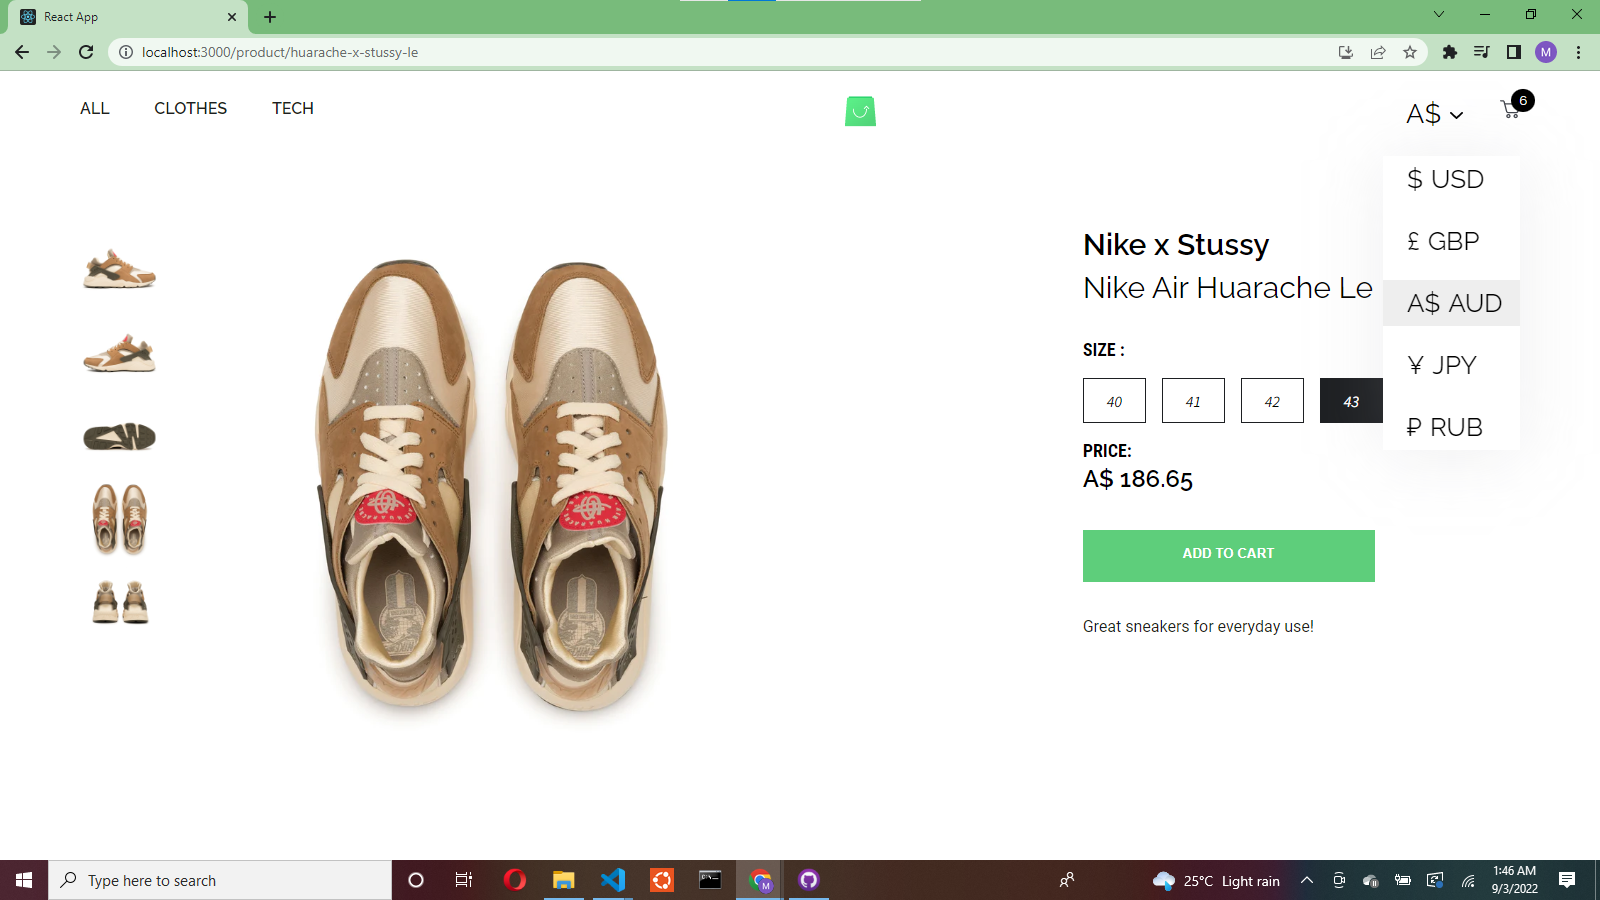 React App
localhost:3000/product/huarache-x-stussy-le
M
ALL CLOTHES TECH
A$
6
$ USD
£ GBP
A$ AUD
¥ JPY
₽ RUB
Nike x Stussy
Nike Air Huarache Le
SIZE :
40 41 42 43
PRICE:
A$ 186.65
ADD TO CART
Great sneakers for everyday use!
Type here to search
M
25°C Light rain
1:46 AM
9/3/2022